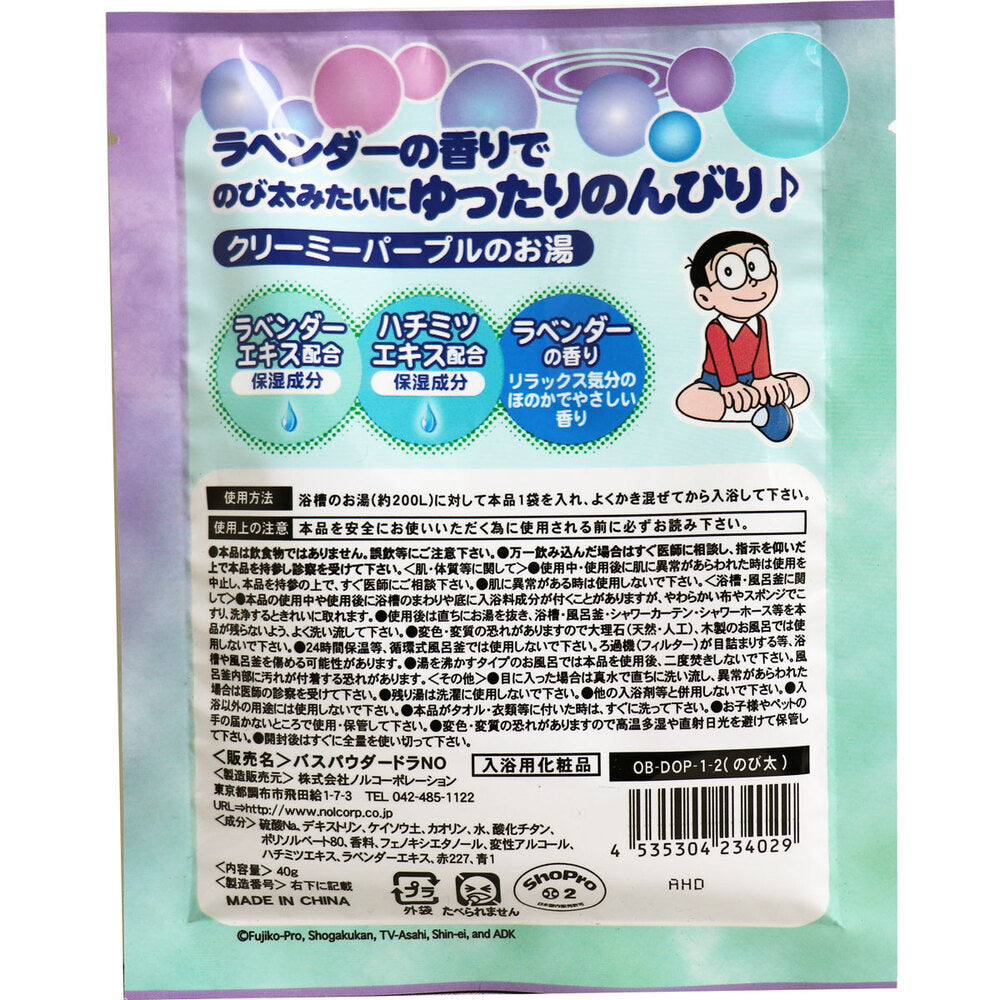 ラベンダーの香りで
のび太みたいにゆったりのんびり♪
クリーミーパープルのお湯
ラベンダー
エキス配合
保湿成分
ハチミツ
エキス配合
保湿成分
ラベンダー
の香り
リラックス気分の
ほのかでやさしい
香り
使用方法 浴槽のお湯(約200L)に対して本品1袋を入れ、よくかき混ぜてから入浴して下さい。
使用上の注意 本品を安全にお使いいただく為に使用される前に必ずお読み下さい。
●本品は飲食物ではありません。誤飲等にご注意下さい。●万一飲み込んだ場合はすぐ医師に相談し、指示を仰いだ
上で本品を持参し診察を受けて下さい。<肌・体質等に関して>●使用中・使用後に肌に異常があらわれた時は使用を
中止し、本品を持参の上で、すぐ医師にご相談下さい。●肌に異常がある時は使用しないで下さい。<浴槽・風呂釜に関
して>●本品の使用中や使用後に浴槽のまわりや底に入浴料成分が付くことがありますが、やわらかい布やスポンジでこ
すり、洗浄するときれいに取れます。●使用後は直ちにお湯を抜き、浴槽・風呂釜・シャワーカーテン・シャワーホース等を本
品が残らないよう、よく洗い流して下さい。●変色・変質の恐れがありますので大理石(天然・人工)、木製のお風呂では使
用しないで下さい。●24時間保温等、循環式風呂釜では使用しないで下さい。ろ過機(フィルター)が目詰まりする等、浴
槽や風呂釜を傷める可能性があります。●湯を沸かすタイプのお風呂では本品を使用後、二度焚きしないで下さい。風
呂釜内部に汚れが付着する恐れがあります。<その他>●目に入った場合は真水で直ちに洗い流し、異常があらわれた
場合は医師の診察を受けて下さい。●残り湯は洗濯に使用しないで下さい。●他の入浴剤等と併用しないで下さい。●入
浴以外の用途には使用しないで下さい。●本品がタオル・衣類等に付いた時は、すぐに洗って下さい。●お子様やペットの
手の届かないところで使用・保管して下さい。●変色・変質の恐れがありますので高温多湿や直射日光を避けて保管し
て下さい。●開封後はすぐに全量を使い切って下さい。
<販売名>バスパウダードラNO
入浴用化粧品
OB-DOP-1-2(のび太)
<製造販売元>株式会社ノルコーポレーション
東京都調布市飛田給1-7-3 TEL 042-485-1122
URL⇒http://www.nolcorp.co.jp
<成分>硫酸Na、デキストリン、ケイソウ土、カオリン、水、酸化チタン、
ポリソルベート80、香料、フェノキシエタノール、変性アルコール、
ハチミツエキス、ラベンダーエキス、赤227、青1
4 535304 234029
<内容量>40g
<製造番号>右下に記載
MADE IN CHINA
プラ
外袋
たべられません
ShoPro
小 2
AHD
©Fujiko-Pro, Shogakukan, TV-Asahi, Shin-ei, and ADK